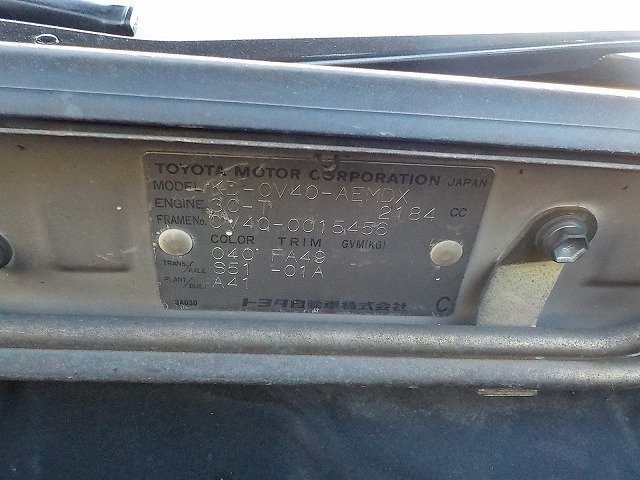 TOYOTA MOTOR CORPORATION JAPAN
MODEL KD-CV40-AEMDX
ENGINE 3C-T 2184 CC
FRAME No. CV40-0015456
COLOR TRIM GVM(KG)
040 FA49
TRANS/AXLE S51 -01A
PLANT/BUILT A41
3A630 トヨタ自動車株式会社 C